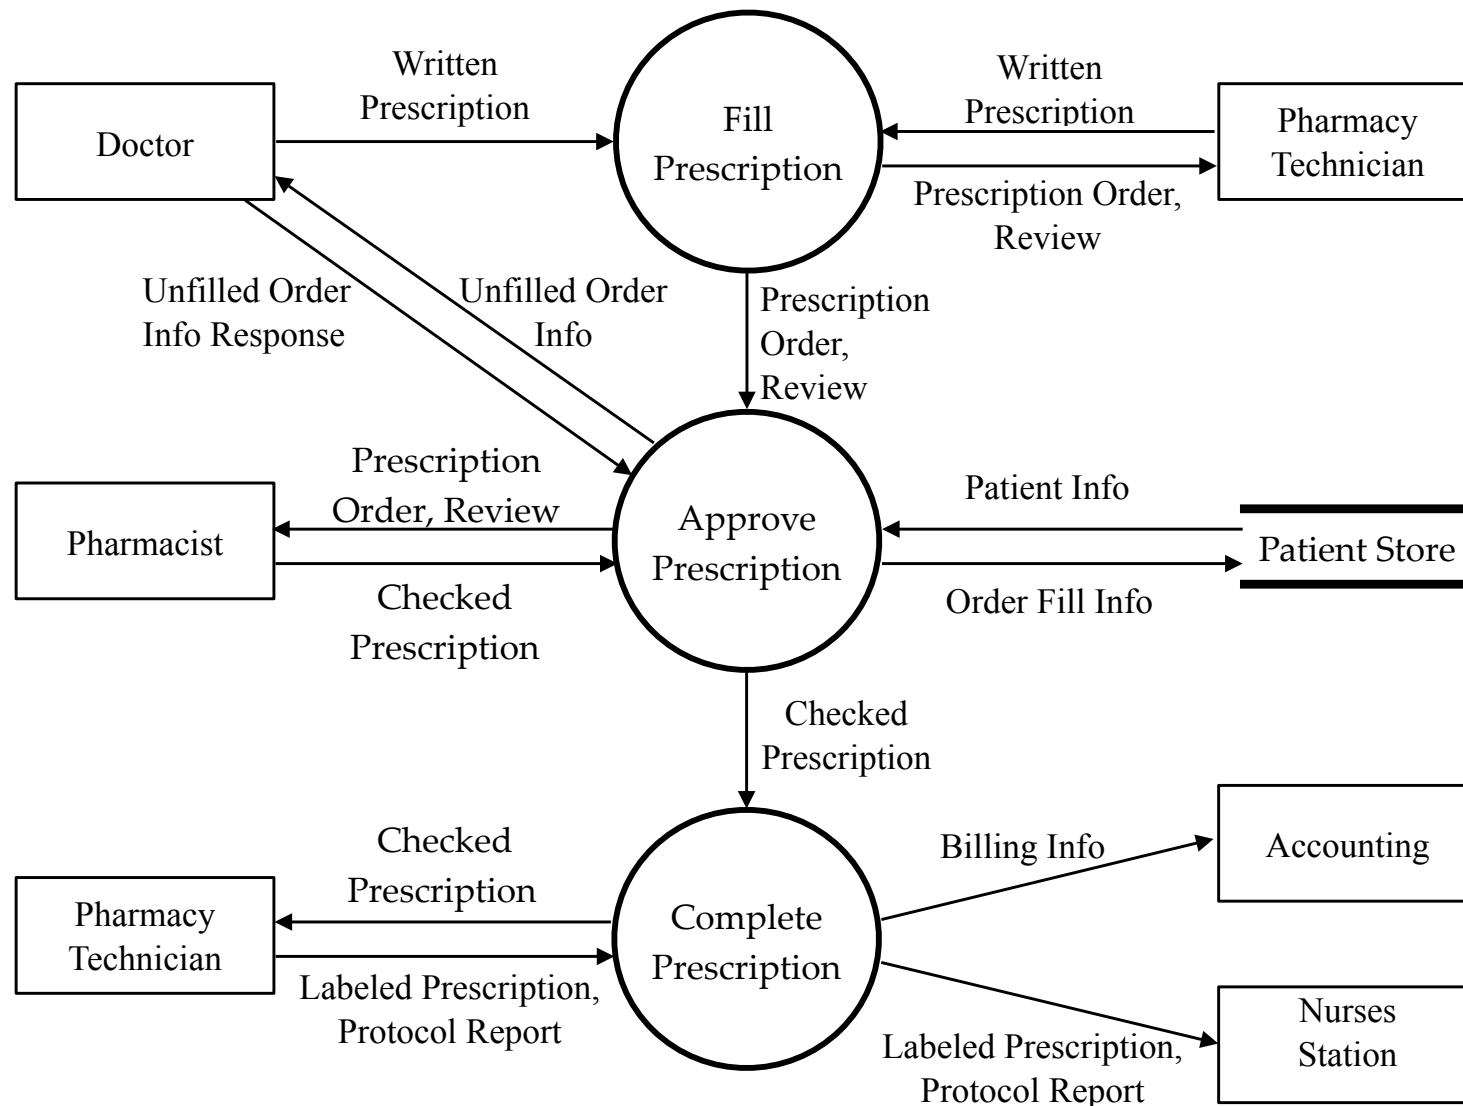 Written
Prescription
Doctor
Fill
Prescription
Written
Prescription
Pharmacy
Technician
Prescription Order,
Review
Unfilled Order
Info Response
Unfilled Order
Info
Prescription
Order,
Review
Prescription
Order, Review
Pharmacist
Checked
Prescription
Approve
Prescription
Patient Info
Patient Store
Order Fill Info
Checked
Prescription
Checked
Prescription
Pharmacy
Technician
Labeled Prescription,
Protocol Report
Complete
Prescription
Billing Info
Accounting
Labeled Prescription,
Protocol Report
Nurses
Station